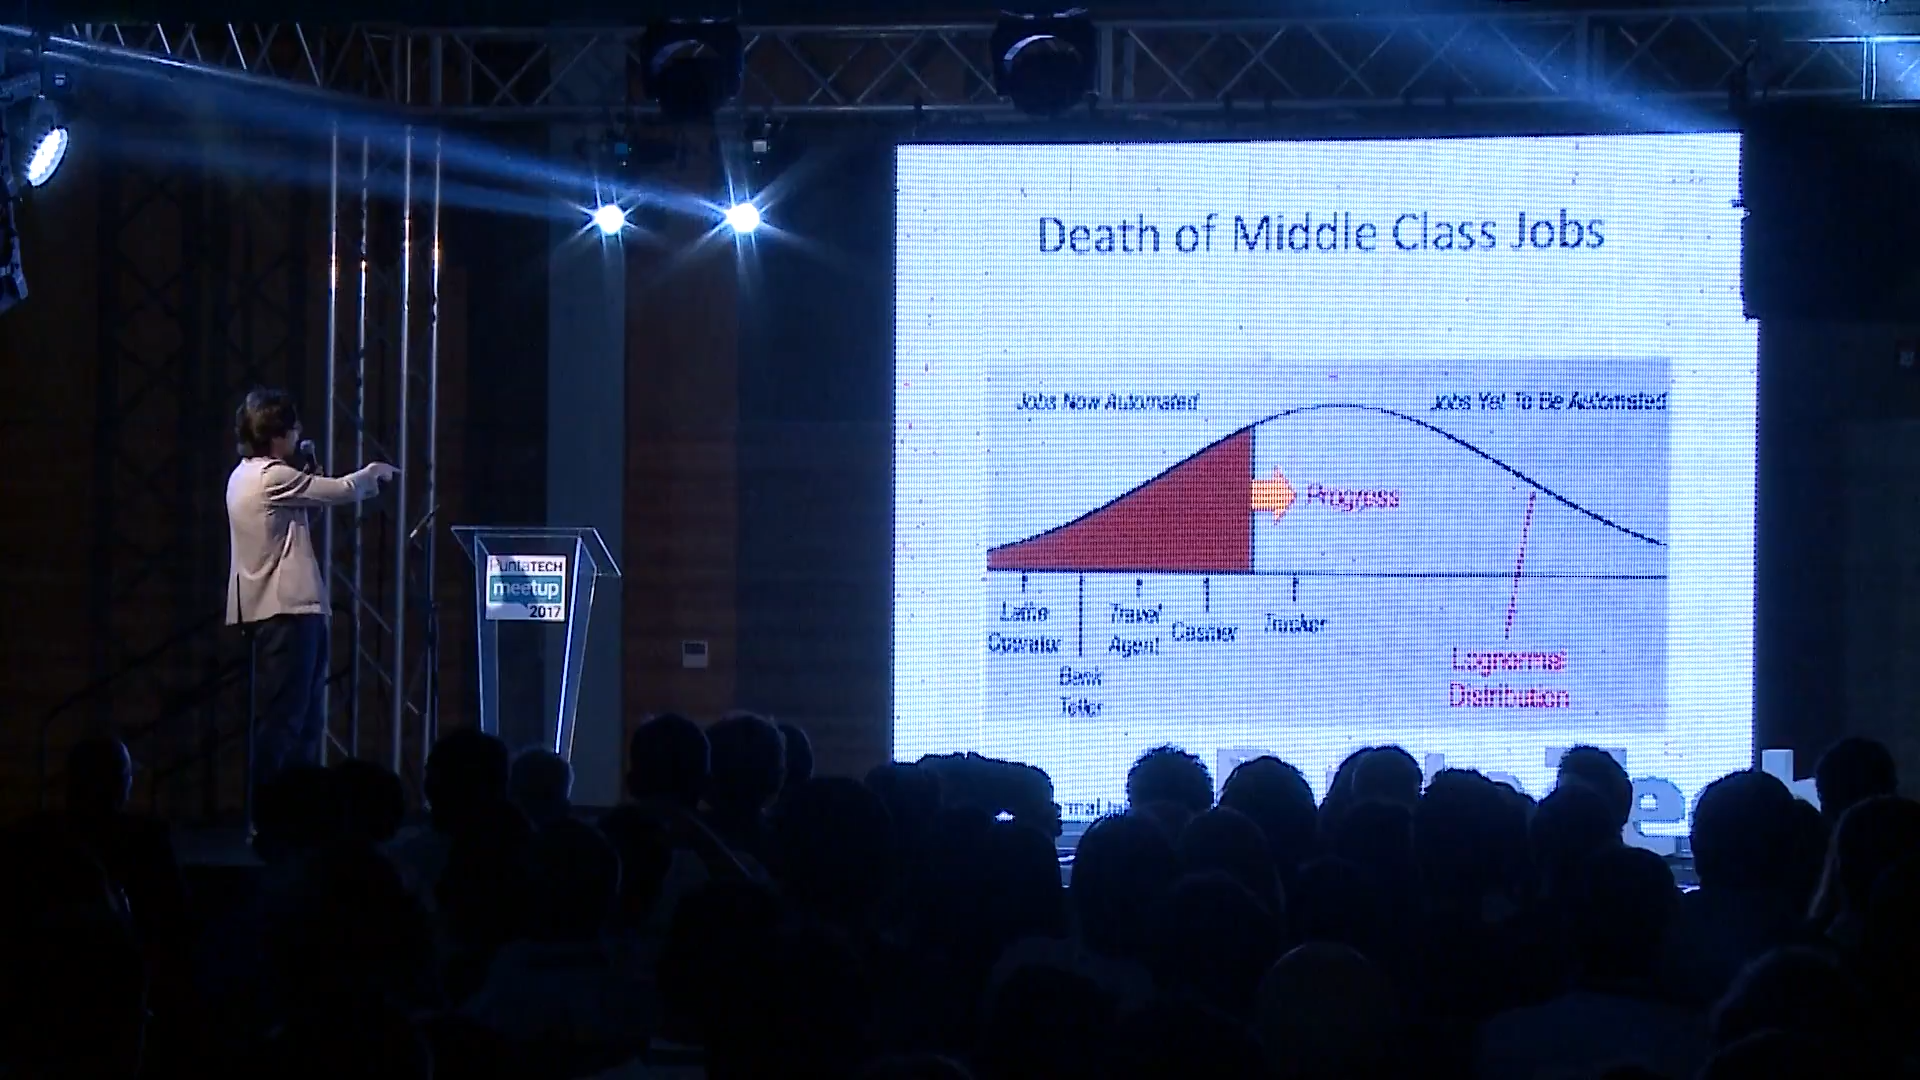 Death of Middle Class Jobs
Jobs Now Automated
Jobs Yet To Be Automated
Progress
Lathe
Operator
Bank
Teller
Travel
Agent
Cashier
Trucker
Lognormal
Distribution
PuntaTECH
meetup
2017